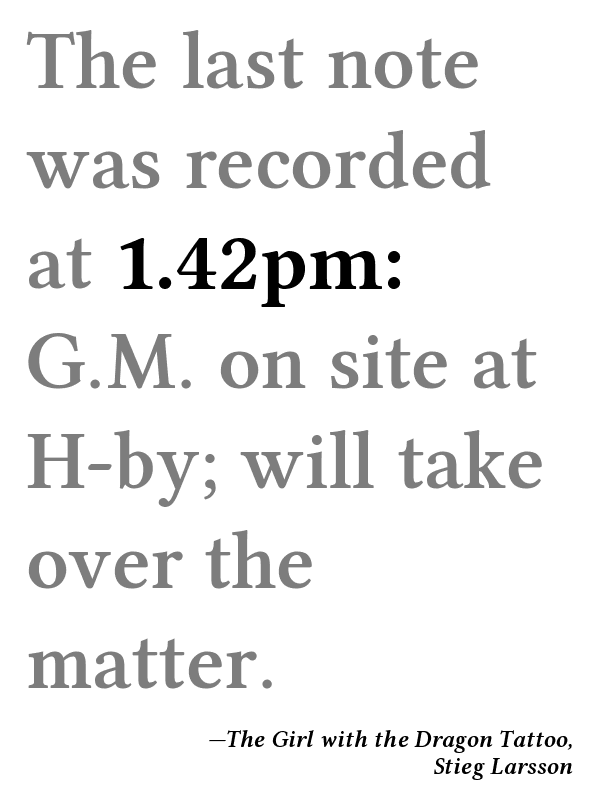 The last note
was recorded
at 1.42pm:
G.M. on site at
H-by; will take
over the
matter.
—The Girl with the Dragon Tattoo,
Stieg Larsson